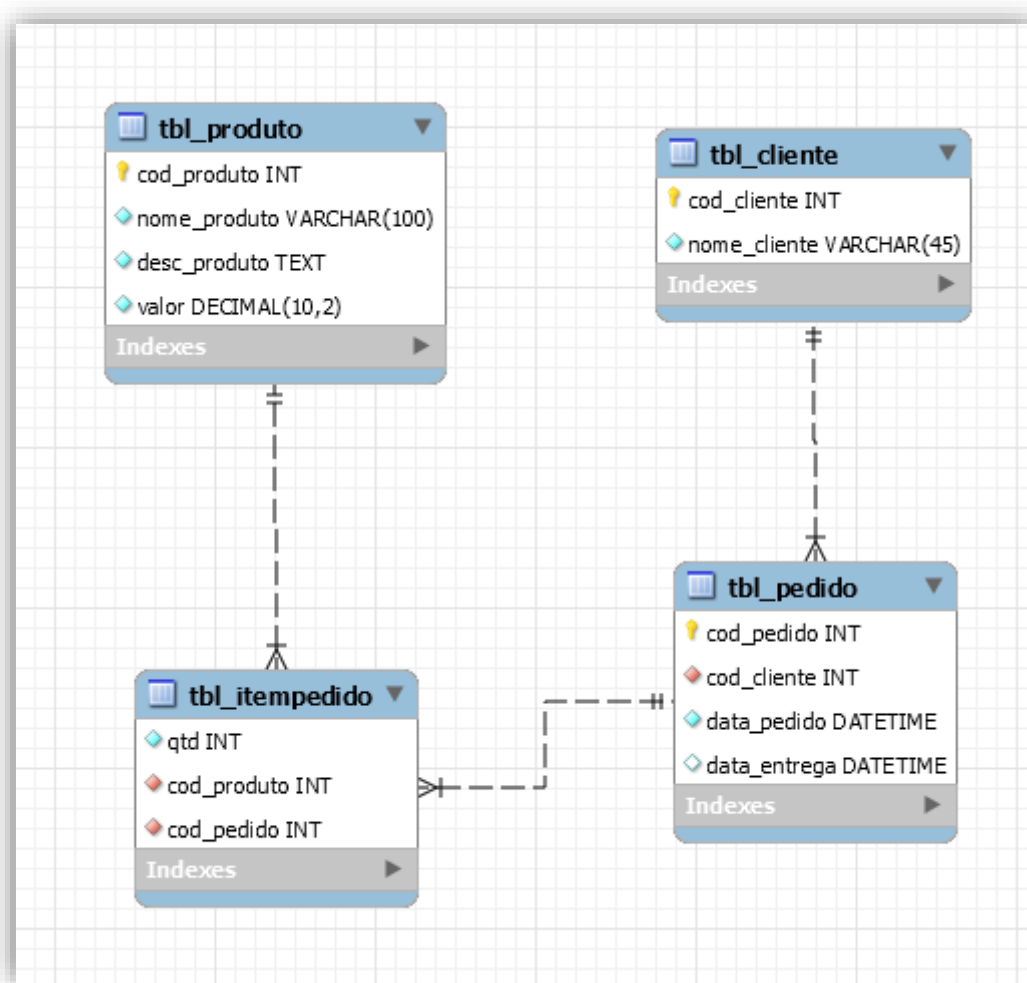 tbl_produto
cod_produto INT
nome_produto VARCHAR(100)
desc_produto TEXT
valor DECIMAL(10,2)
Indexes
tbl_cliente
cod_cliente INT
nome_cliente VARCHAR(45)
Indexes
tbl_itempedido
qtd INT
cod_produto INT
cod_pedido INT
Indexes
tbl_pedido
cod_pedido INT
cod_cliente INT
data_pedido DATETIME
data_entrega DATETIME
Indexes